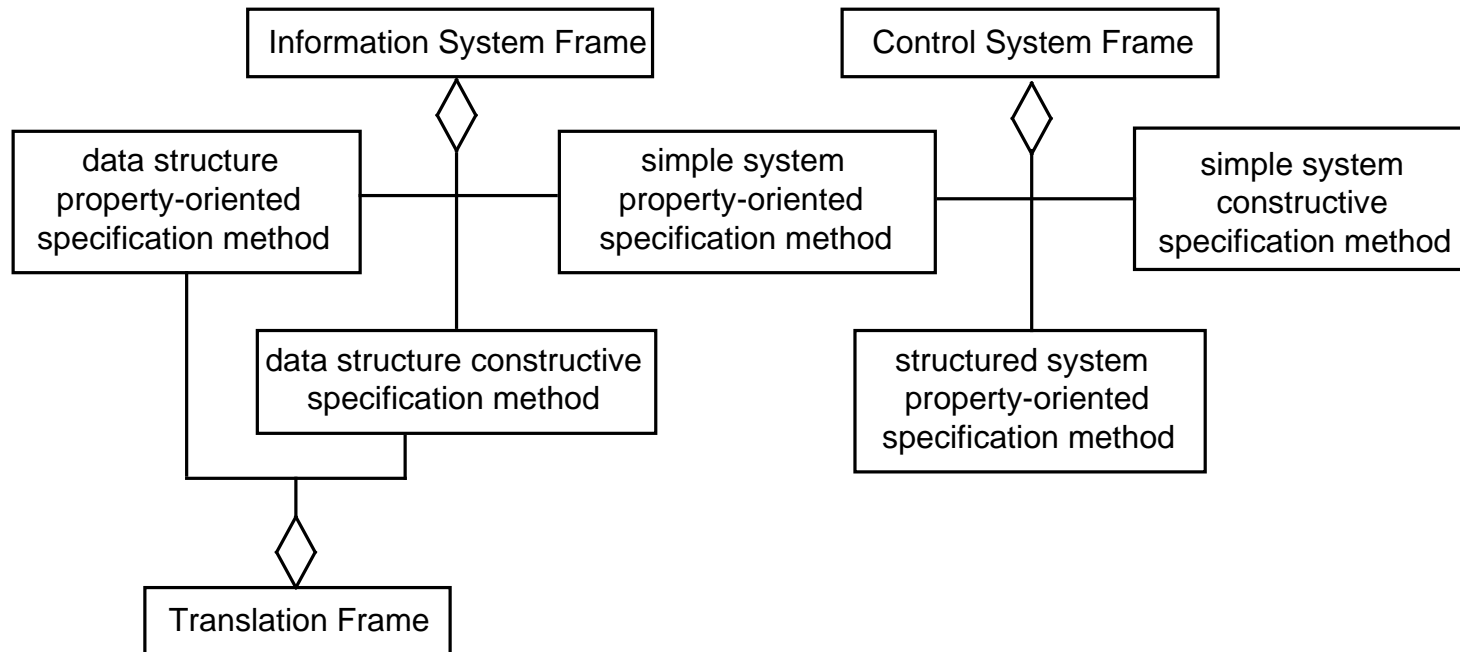 Information System Frame
Control System Frame
data structure
property-oriented
specification method
simple system
property-oriented
specification method
simple system
constructive
specification method
data structure constructive
specification method
structured system
property-oriented
specification method
Translation Frame